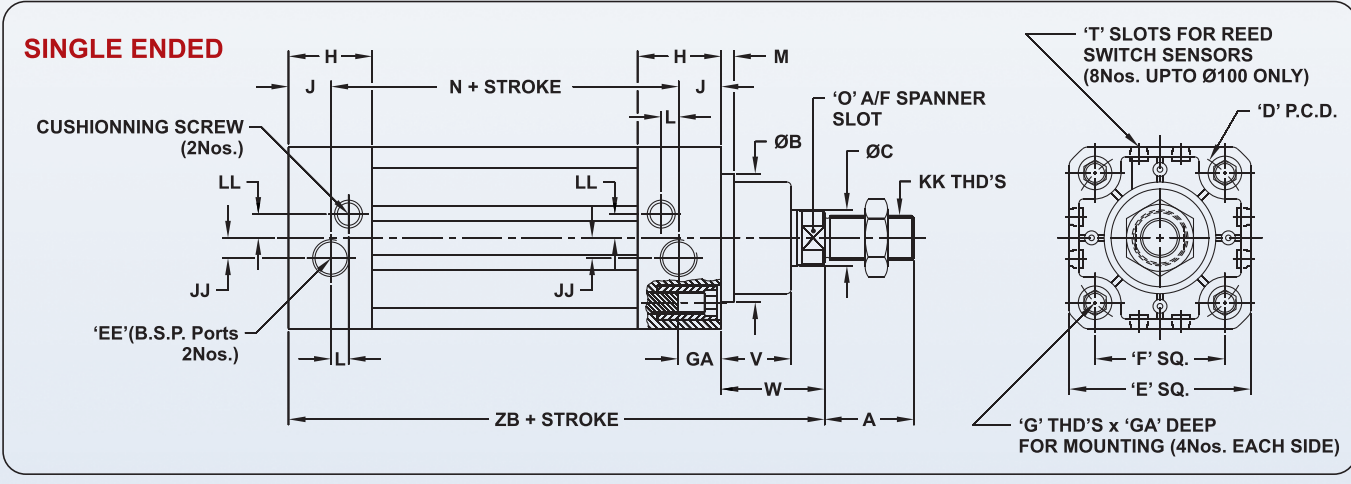 SINGLE ENDED
H
H
M
J
N + STROKE
J
L
CUSHIONNING SCREW
(2Nos.)
LL
LL
JJ
JJ
'EE'(B.S.P. Ports
2Nos.)
L
GA
V
W
ZB + STROKE
A
'O' A/F SPANNER
SLOT
ØB
ØC
KK THD'S
'T' SLOTS FOR REED
SWITCH SENSORS
(8Nos. UPTO Ø100 ONLY)
'D' P.C.D.
'F' SQ.
'E' SQ.
'G' THD'S x 'GA' DEEP
FOR MOUNTING (4Nos. EACH SIDE)